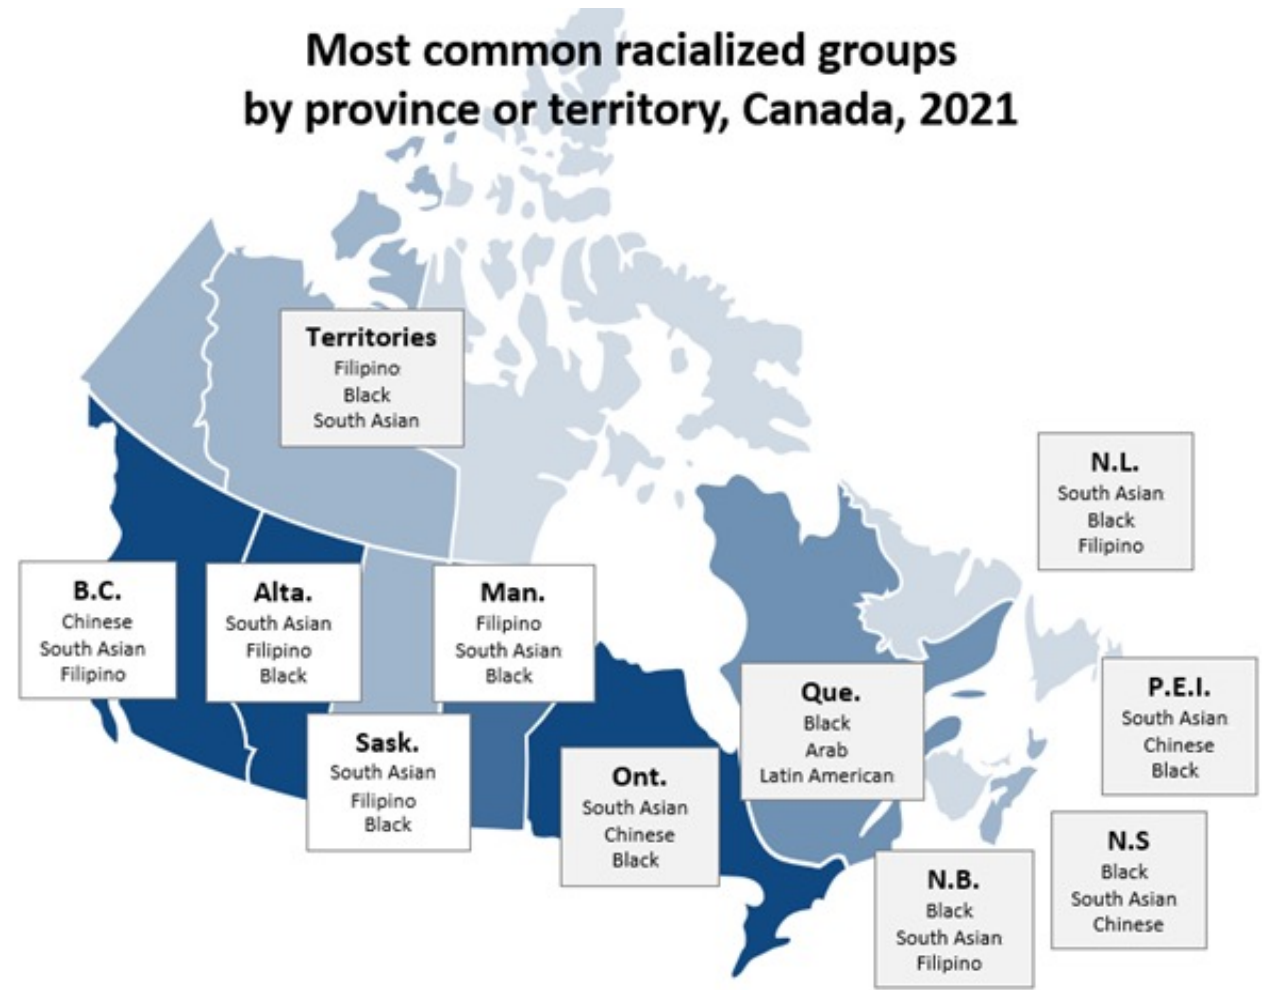 Most common racialized groups
by province or territory, Canada, 2021
Territories
Filipino
Black
South Asian
N.L.
South Asian
Black
Filipino
B.C.
Chinese
South Asian
Filipino
Alta.
South Asian
Filipino
Black
Man.
Filipino
South Asian
Black
Sask.
South Asian
Filipino
Black
Ont.
South Asian
Chinese
Black
Que.
Black
Arab
Latin American
P.E.I.
South Asian
Chinese
Black
N.B.
Black
South Asian
Filipino
N.S
Black
South Asian
Chinese